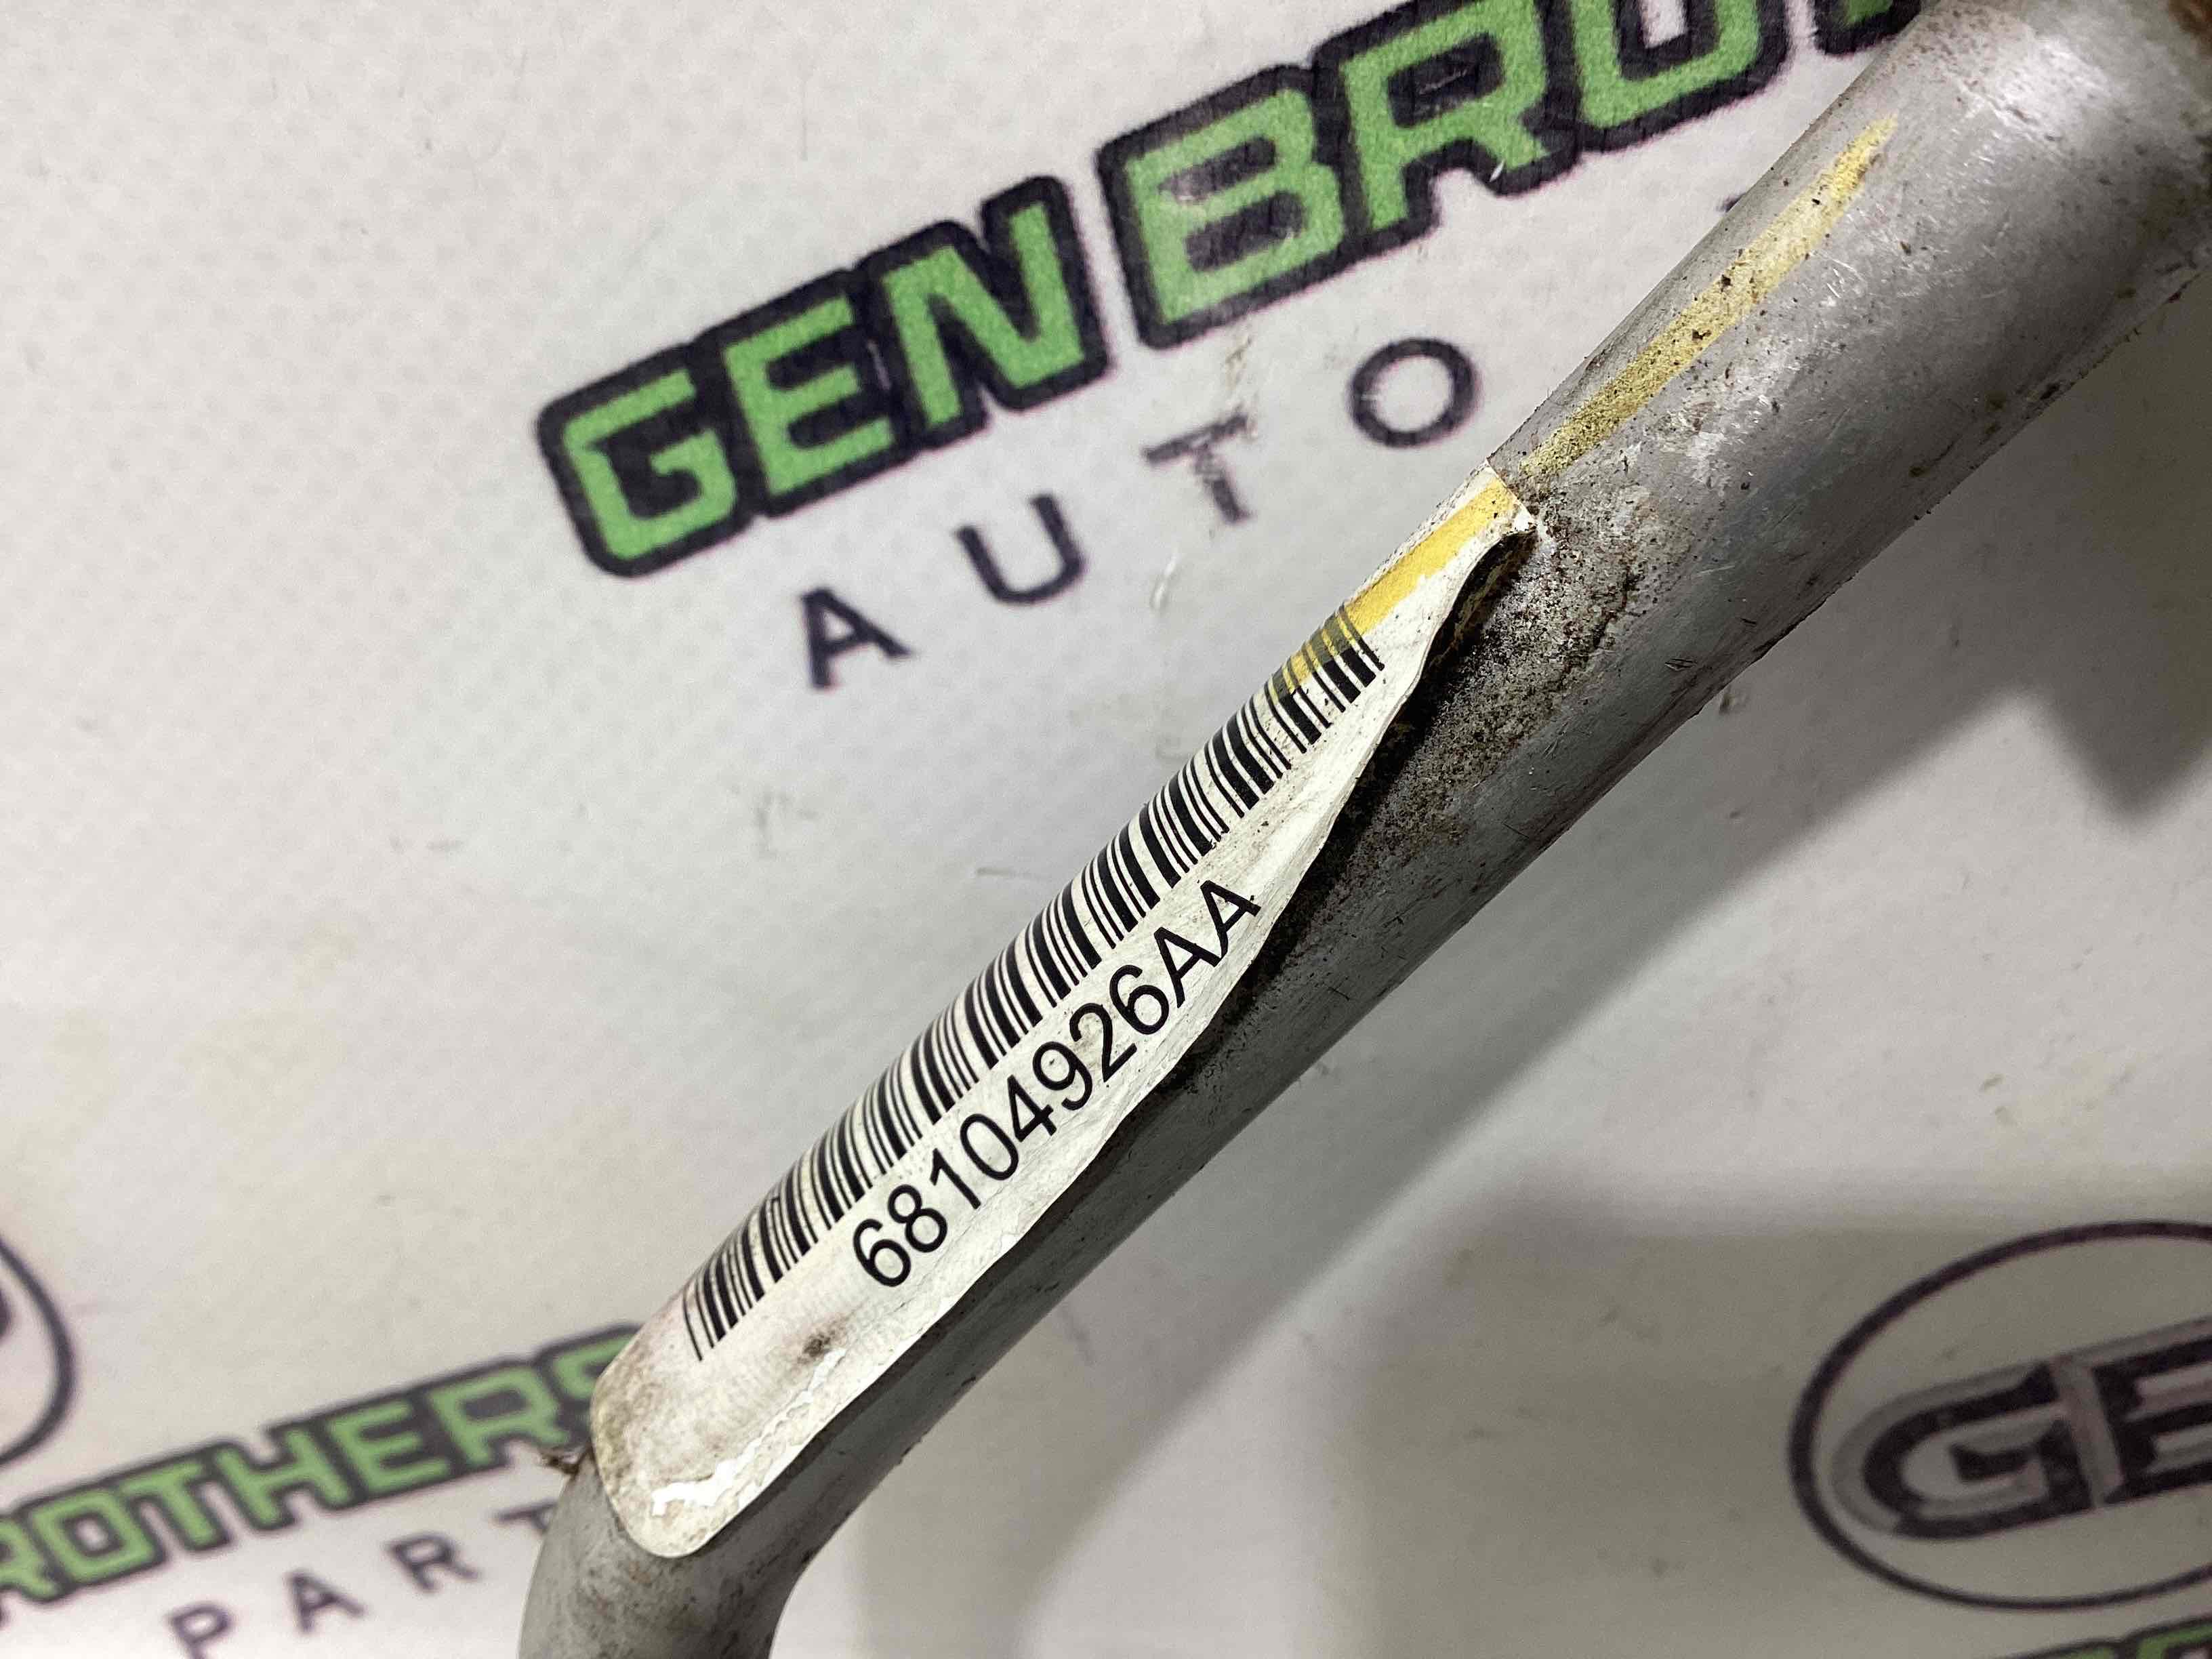 GEN BRO
AUTO
68104926AA
ROTHERS
PART
GE